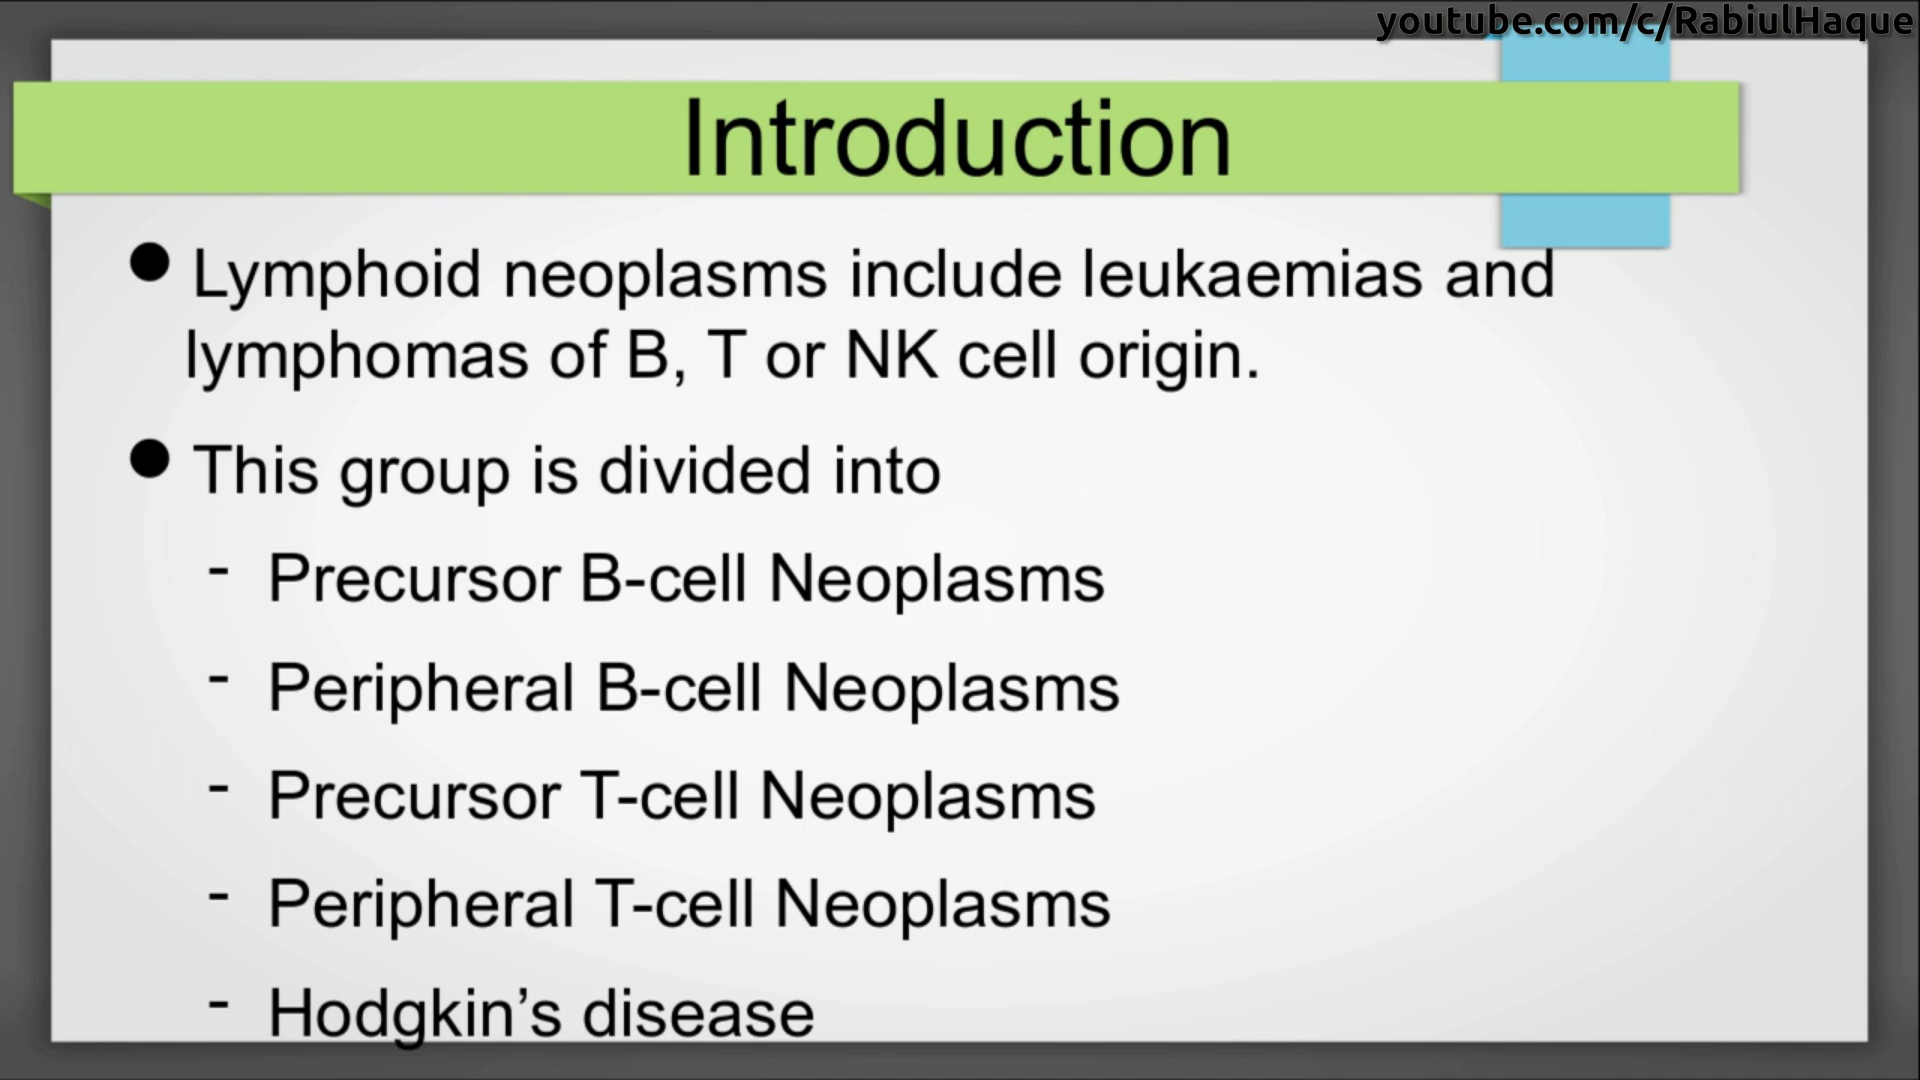 youtube.com/c/RabiulHaque
Introduction
● Lymphoid neoplasms include leukaemias and
lymphomas of B, T or NK cell origin.
● This group is divided into
- Precursor B-cell Neoplasms
- Peripheral B-cell Neoplasms
- Precursor T-cell Neoplasms
- Peripheral T-cell Neoplasms
- Hodgkin’s disease